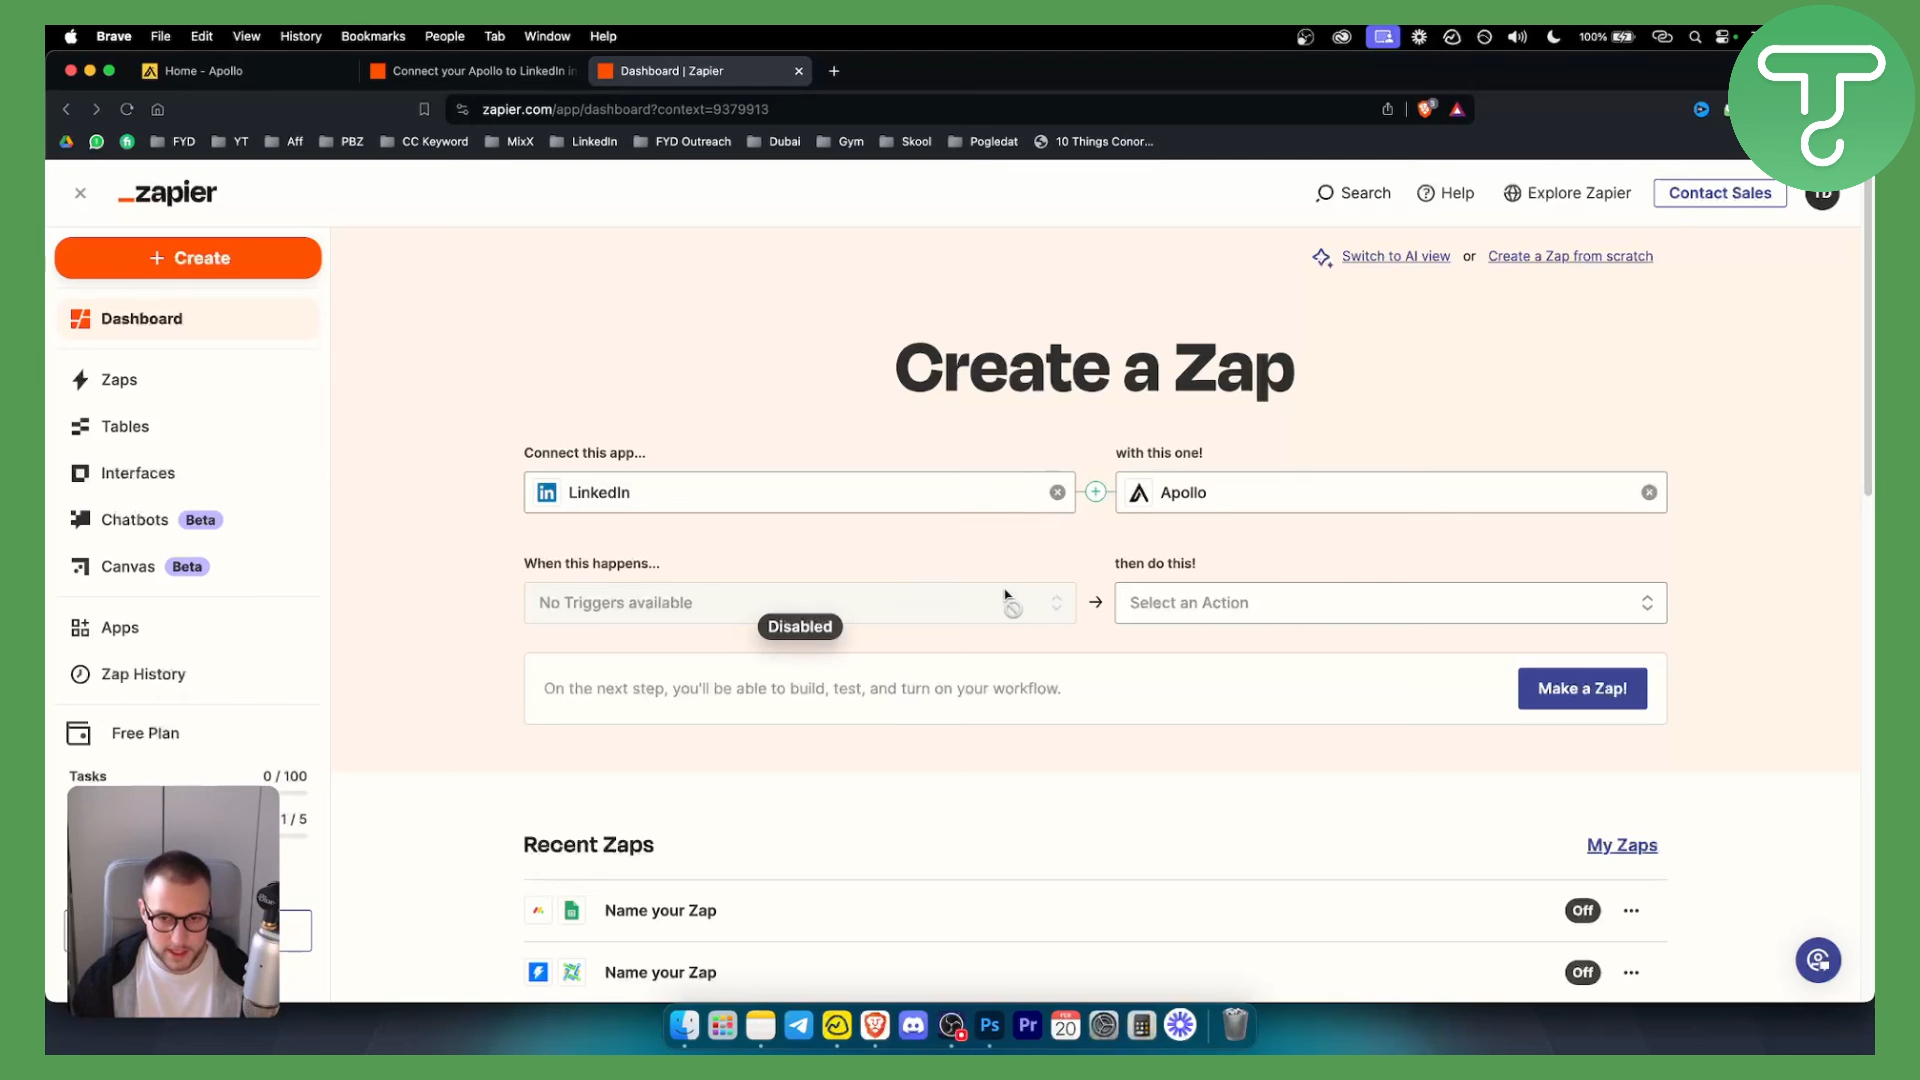 Brave File Edit View History Bookmarks People Tab Window Help 100%
Home - Apollo Connect your Apollo to LinkedIn in Dashboard | Zapier
zapier.com/app/dashboard?context=9379913
FYD YT Aff PBZ CC Keyword MixX LinkedIn FYD Outreach Dubai Gym Skool Pogledat 10 Things Conor...
_zapier
Search Help Explore Zapier Contact Sales
+ Create
Switch to AI view or Create a Zap from scratch
Dashboard
Zaps
Tables
Interfaces
Chatbots Beta
Canvas Beta
Apps
Zap History
Free Plan
Tasks 0 / 100
1 / 5
Create a Zap
Connect this app... with this one!
LinkedIn Apollo
When this happens... then do this!
No Triggers available Select an Action
Disabled
On the next step, you'll be able to build, test, and turn on your workflow. Make a Zap!
Recent Zaps My Zaps
Name your Zap Off
Name your Zap Off
Ps Pr FEB 20